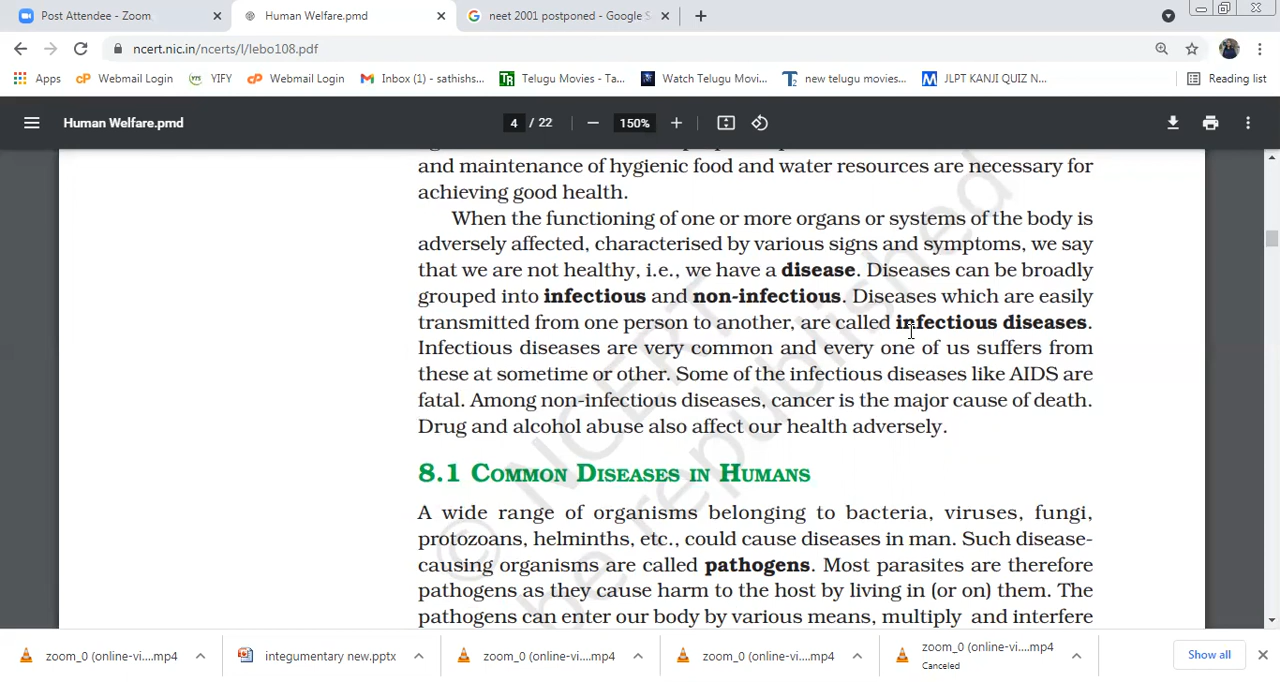 Post Attendee - Zoom
Human Welfare.pmd
neet 2001 postponed - Google S
ncert.nic.in/ncerts/l/lebo108.pdf
Apps
Webmail Login
YIFY
Webmail Login
Inbox (1) - sathishs...
Telugu Movies - Ta...
Watch Telugu Movi...
new telugu movies...
JLPT KANJI QUIZ N...
Reading list
Human Welfare.pmd
4 / 22
150%
and maintenance of hygienic food and water resources are necessary for
achieving good health.
When the functioning of one or more organs or systems of the body is
adversely affected, characterised by various signs and symptoms, we say
that we are not healthy, i.e., we have a disease. Diseases can be broadly
grouped into infectious and non-infectious. Diseases which are easily
transmitted from one person to another, are called infectious diseases.
Infectious diseases are very common and every one of us suffers from
these at sometime or other. Some of the infectious diseases like AIDS are
fatal. Among non-infectious diseases, cancer is the major cause of death.
Drug and alcohol abuse also affect our health adversely.
8.1 COMMON DISEASES IN HUMANS
A wide range of organisms belonging to bacteria, viruses, fungi,
protozoans, helminths, etc., could cause diseases in man. Such disease-
causing organisms are called pathogens. Most parasites are therefore
pathogens as they cause harm to the host by living in (or on) them. The
pathogens can enter our body by various means, multiply and interfere
© NCERT
be republished
zoom_0 (online-vi....mp4
integumentary new.pptx
zoom_0 (online-vi....mp4
zoom_0 (online-vi....mp4
zoom_0 (online-vi....mp4
Canceled
Show all